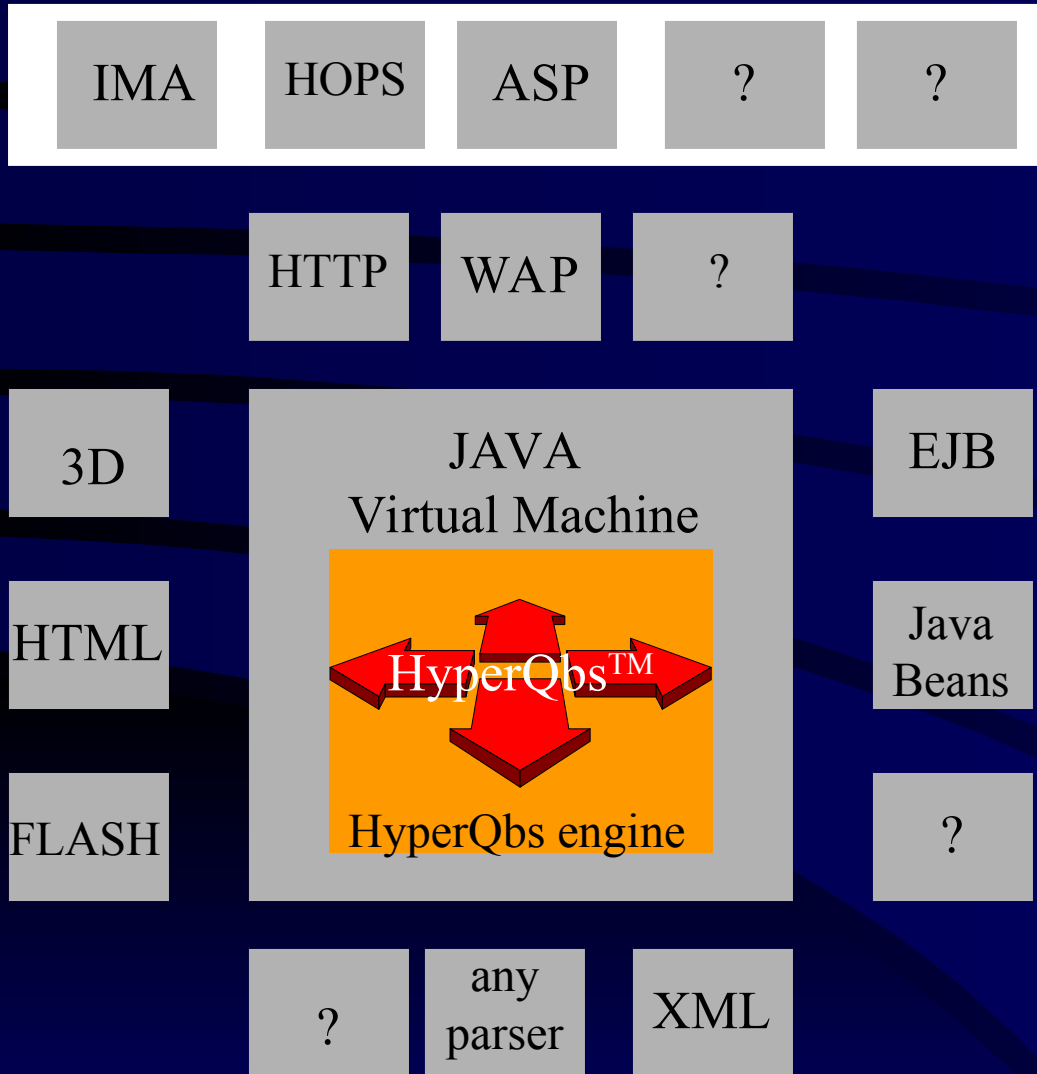 IMA HOPS ASP ? ?
HTTP WAP ?
3D
JAVA
Virtual Machine
EJB
HTML
HyperQbs™
Java
Beans
FLASH
HyperQbs engine
?
?
any
parser
XML